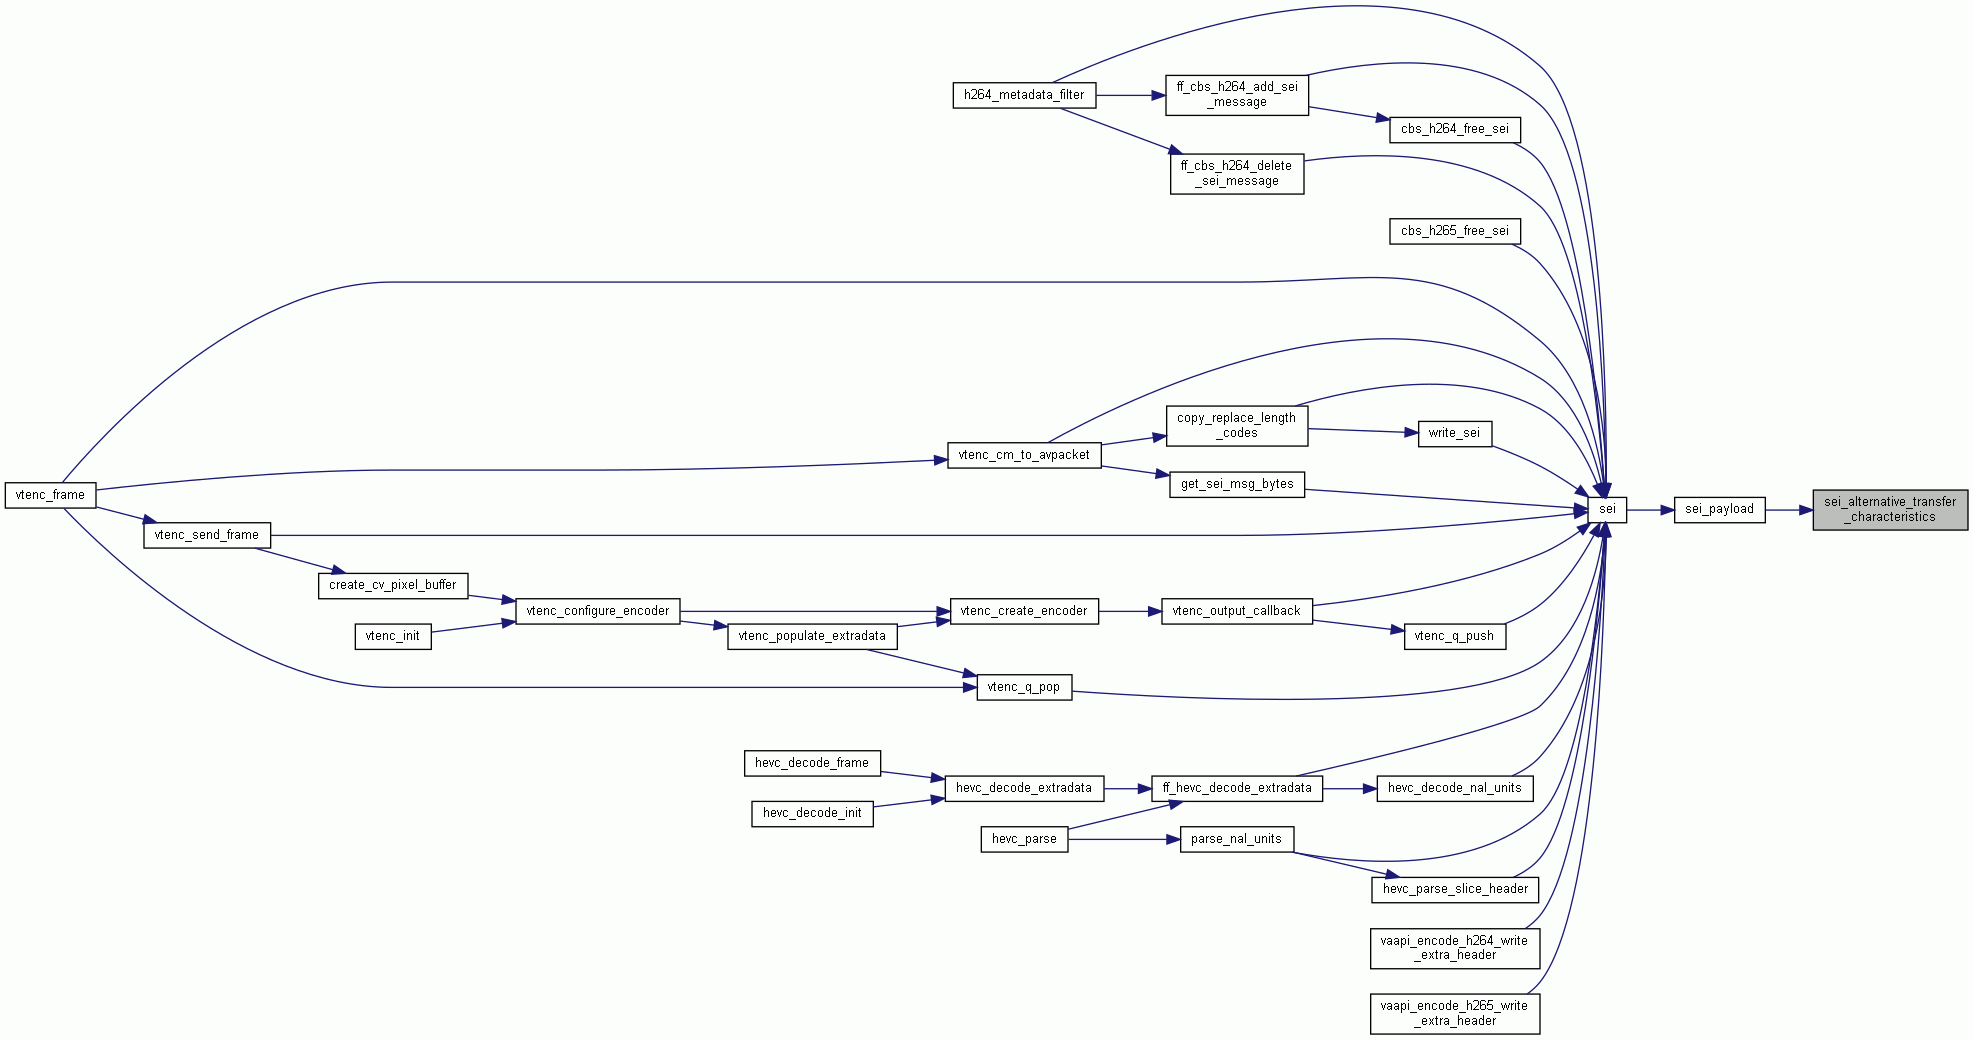 h264_metadata_filter
ff_cbs_h264_add_sei
_message
cbs_h264_free_sei
ff_cbs_h264_delete
_sei_message
cbs_h265_free_sei
copy_replace_length
_codes
write_sei
vtenc_cm_to_avpacket
get_sei_msg_bytes
vtenc_frame
sei
sei_payload
sei_alternative_transfer
_characteristics
vtenc_send_frame
create_cv_pixel_buffer
vtenc_configure_encoder
vtenc_create_encoder
vtenc_output_callback
vtenc_init
vtenc_populate_extradata
vtenc_q_push
vtenc_q_pop
hevc_decode_frame
hevc_decode_extradata
ff_hevc_decode_extradata
hevc_decode_nal_units
hevc_decode_init
hevc_parse
parse_nal_units
hevc_parse_slice_header
vaapi_encode_h264_write
_extra_header
vaapi_encode_h265_write
_extra_header